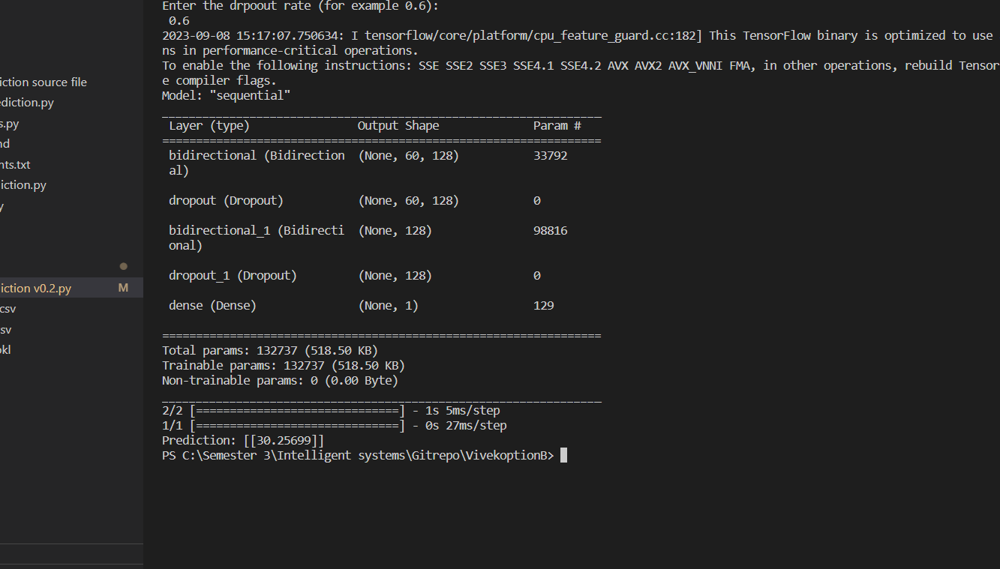 iction source file
ediction.py
s.py
nd
nts.txt
iction.py
y
iction v0.2.py M
csv
sv
pkl
Enter the drpoout rate (for example 0.6):
0.6
2023-09-08 15:17:07.750634: I tensorflow/core/platform/cpu_feature_guard.cc:182] This TensorFlow binary is optimized to use
ns in performance-critical operations.
To enable the following instructions: SSE SSE2 SSE3 SSE4.1 SSE4.2 AVX AVX2 AVX_VNNI FMA, in other operations, rebuild Tensor
e compiler flags.
Model: "sequential"
_________________________________________________________________
Layer (type) Output Shape Param #
=================================================================
bidirectional (Bidirection (None, 60, 128) 33792
al)
dropout (Dropout) (None, 60, 128) 0
bidirectional_1 (Bidirecti (None, 128) 98816
onal)
dropout_1 (Dropout) (None, 128) 0
dense (Dense) (None, 1) 129
=================================================================
Total params: 132737 (518.50 KB)
Trainable params: 132737 (518.50 KB)
Non-trainable params: 0 (0.00 Byte)
_________________________________________________________________
2/2 [==============================] - 1s 5ms/step
1/1 [==============================] - 0s 27ms/step
Prediction: [[30.25699]]
PS C:\Semester 3\Intelligent systems\Gitrepo\VivekoptionB>